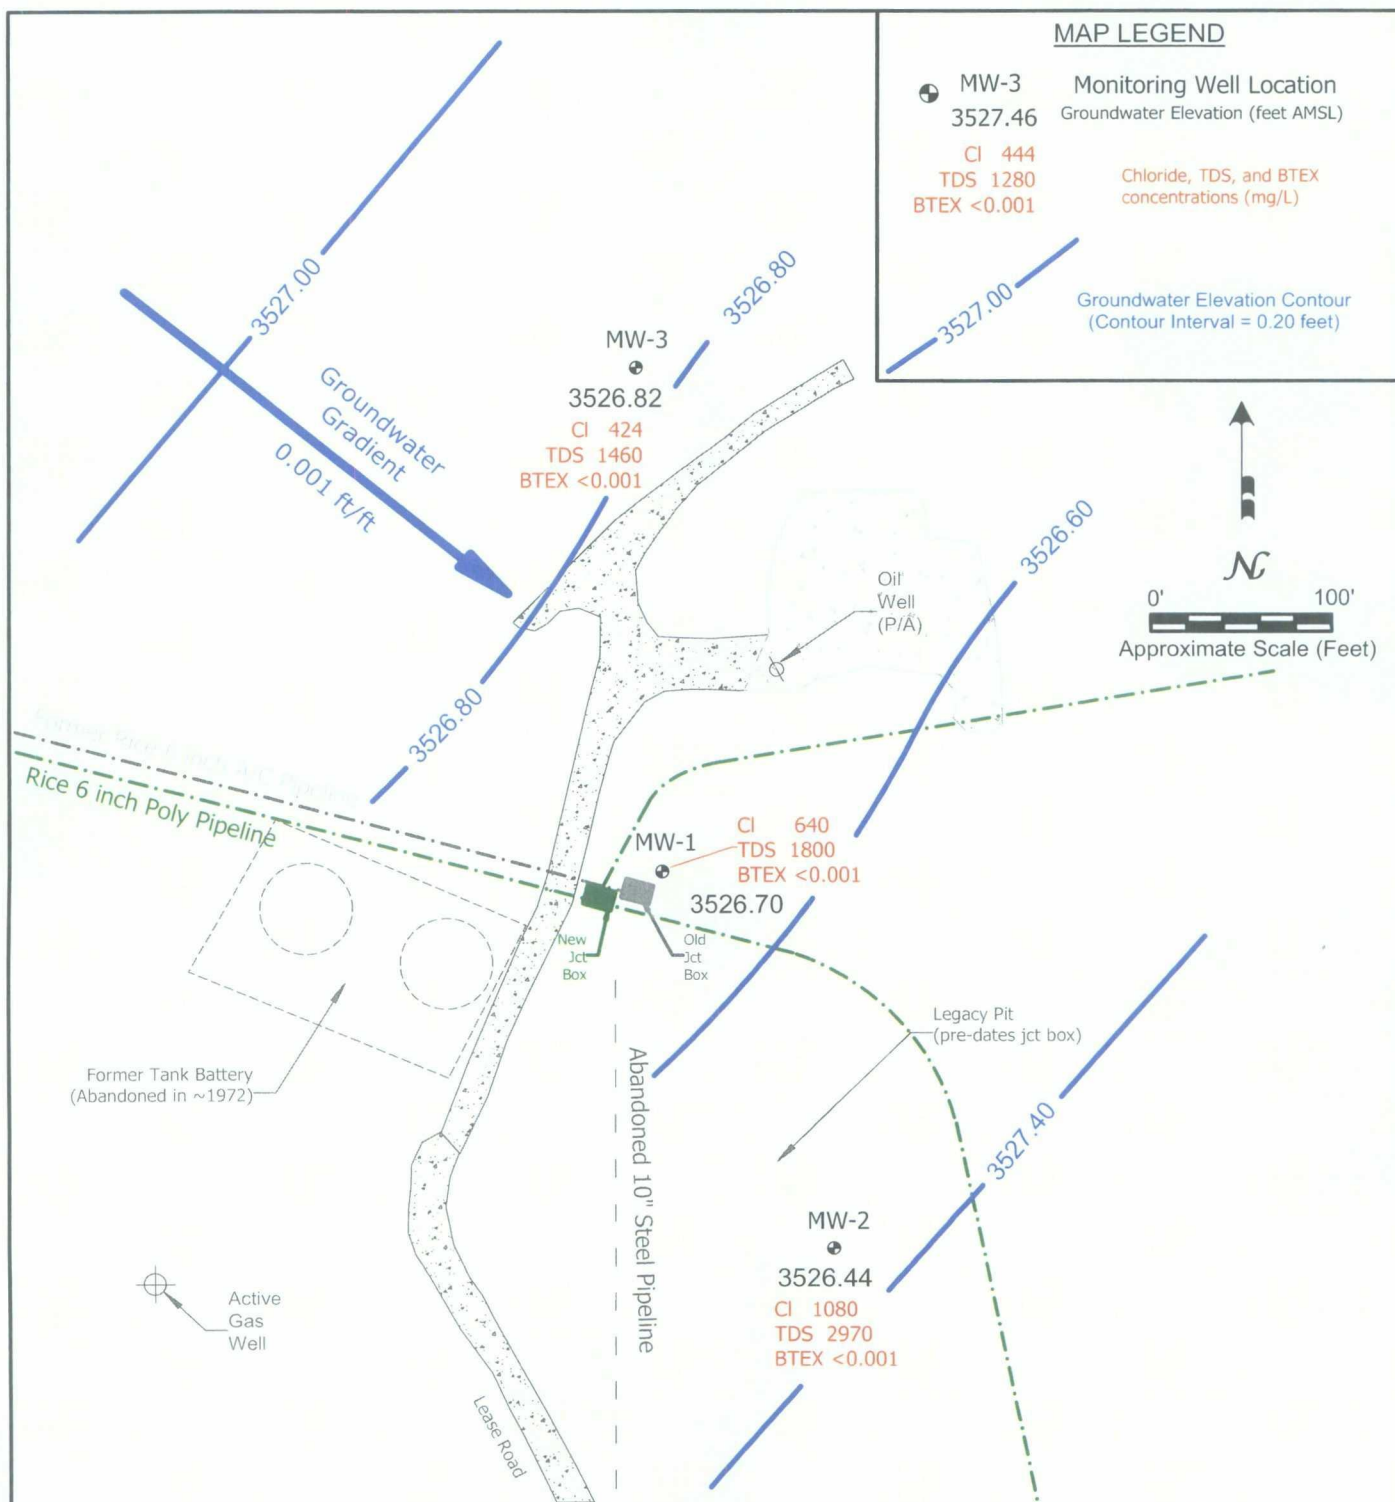 MAP LEGEND
MW-3
Monitoring Well Location
3527.46
Groundwater Elevation (feet AMSL)
Cl 444
TDS 1280
BTEX <0.001
Chloride, TDS, and BTEX
concentrations (mg/L)
3527.00
Groundwater Elevation Contour
(Contour Interval = 0.20 feet)
3527.00
3526.80
MW-3
3526.82
Cl 424
TDS 1460
BTEX <0.001
Groundwater
Gradient
0.001 ft/ft
N
0' 100'
Approximate Scale (Feet)
3526.60
Oil
Well
(P/A)
3526.80
Former Rice 6 inch A/C Pipeline
Rice 6 inch Poly Pipeline
MW-1
Cl 640
TDS 1800
BTEX <0.001
3526.70
New
Jct
Box
Old
Jct
Box
Legacy Pit
(pre-dates jct box)
Former Tank Battery
(Abandoned in ~1972)
Abandoned 10" Steel Pipeline
3527.40
MW-2
3526.44
Cl 1080
TDS 2970
BTEX <0.001
Active
Gas
Well
Lease Road